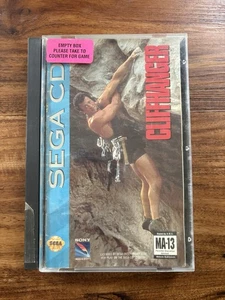 EMPTY BOX
PLEASE TAKE TO
COUNTER FOR GAME.
SEGA CD
CLIFFHANGER
SEGA
SONY
MA-13